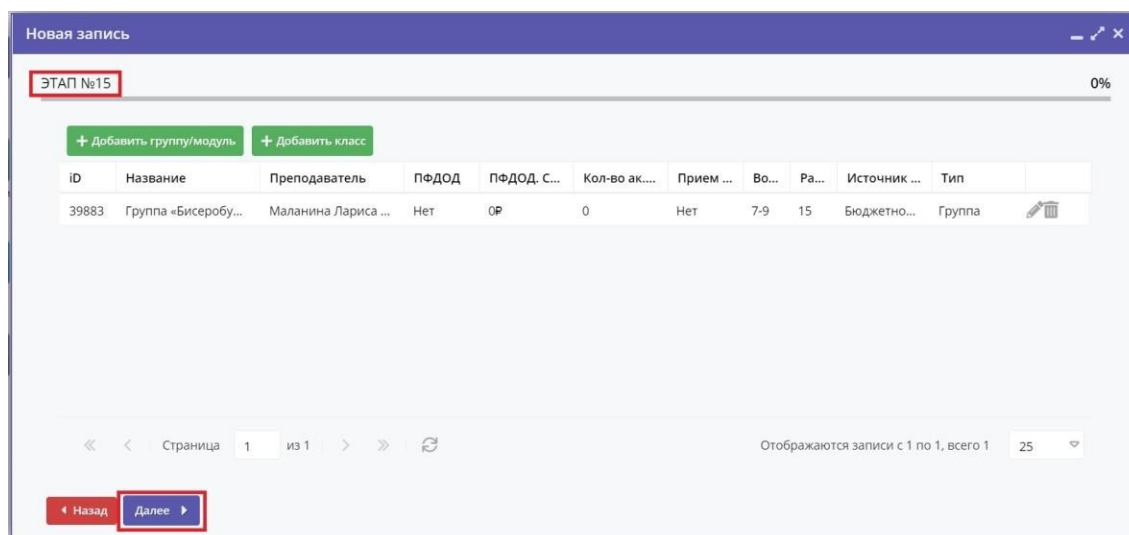 Новая запись
ЭТАП №15 0%
Добавить группу/модуль Добавить класс
iD Название Преподаватель ПФДОД ПФДОД. С... Кол-во ак.... Прием ... Во... Ра... Источник ... Тип
39883 Группа «Бисеробу... Маланина Лариса ... Нет 0₽ 0 Нет 7-9 15 Бюджетно... Группа
Страница 1 из 1 Отображаются записи с 1 по 1, всего 1 25
Назад Далее